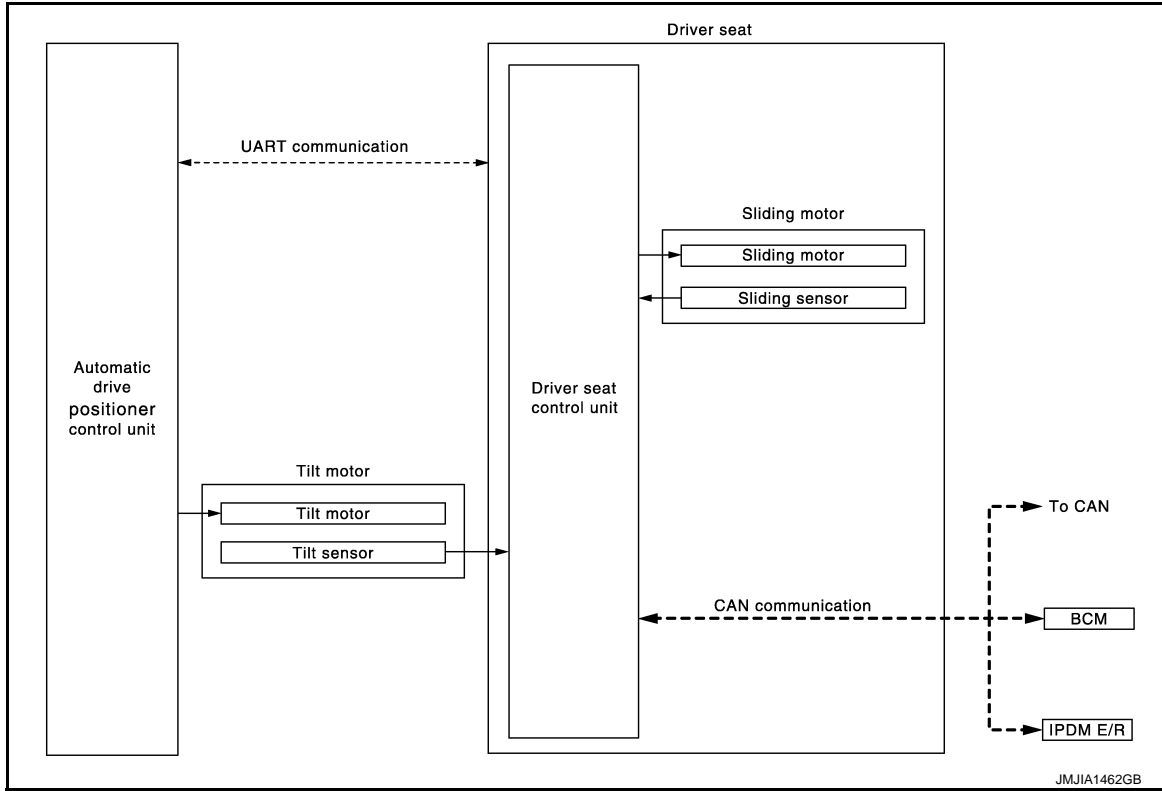 Driver seat
UART communication
Sliding motor
Sliding motor
Sliding sensor
Automatic
drive
positioner
control unit
Driver seat
control unit
Tilt motor
Tilt motor
Tilt sensor
To CAN
CAN communication
BCM
IPDM E/R
JMJIA1462GB